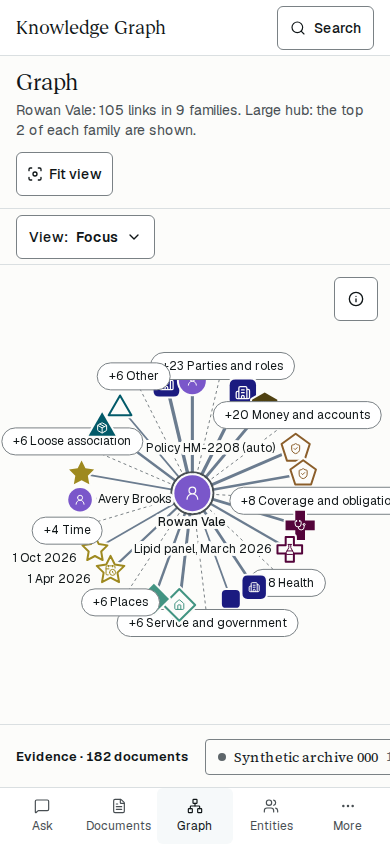 Knowledge Graph
Search
Graph
Rowan Vale: 105 links in 9 families. Large hub: the top
2 of each family are shown.
Fit view
View: Focus
+23 Parties and roles
+6 Other
+20 Money and accounts
+6 Loose association
Policy HM-2208 (auto)
Avery Brooks
+8 Coverage and obligatio
Rowan Vale
+4 Time
Lipid panel, March 2026
1 Oct 2026
1 Apr 2026
8 Health
+6 Places
+6 Service and government
Evidence · 182 documents
Synthetic archive 000
Ask
Documents
Graph
Entities
More